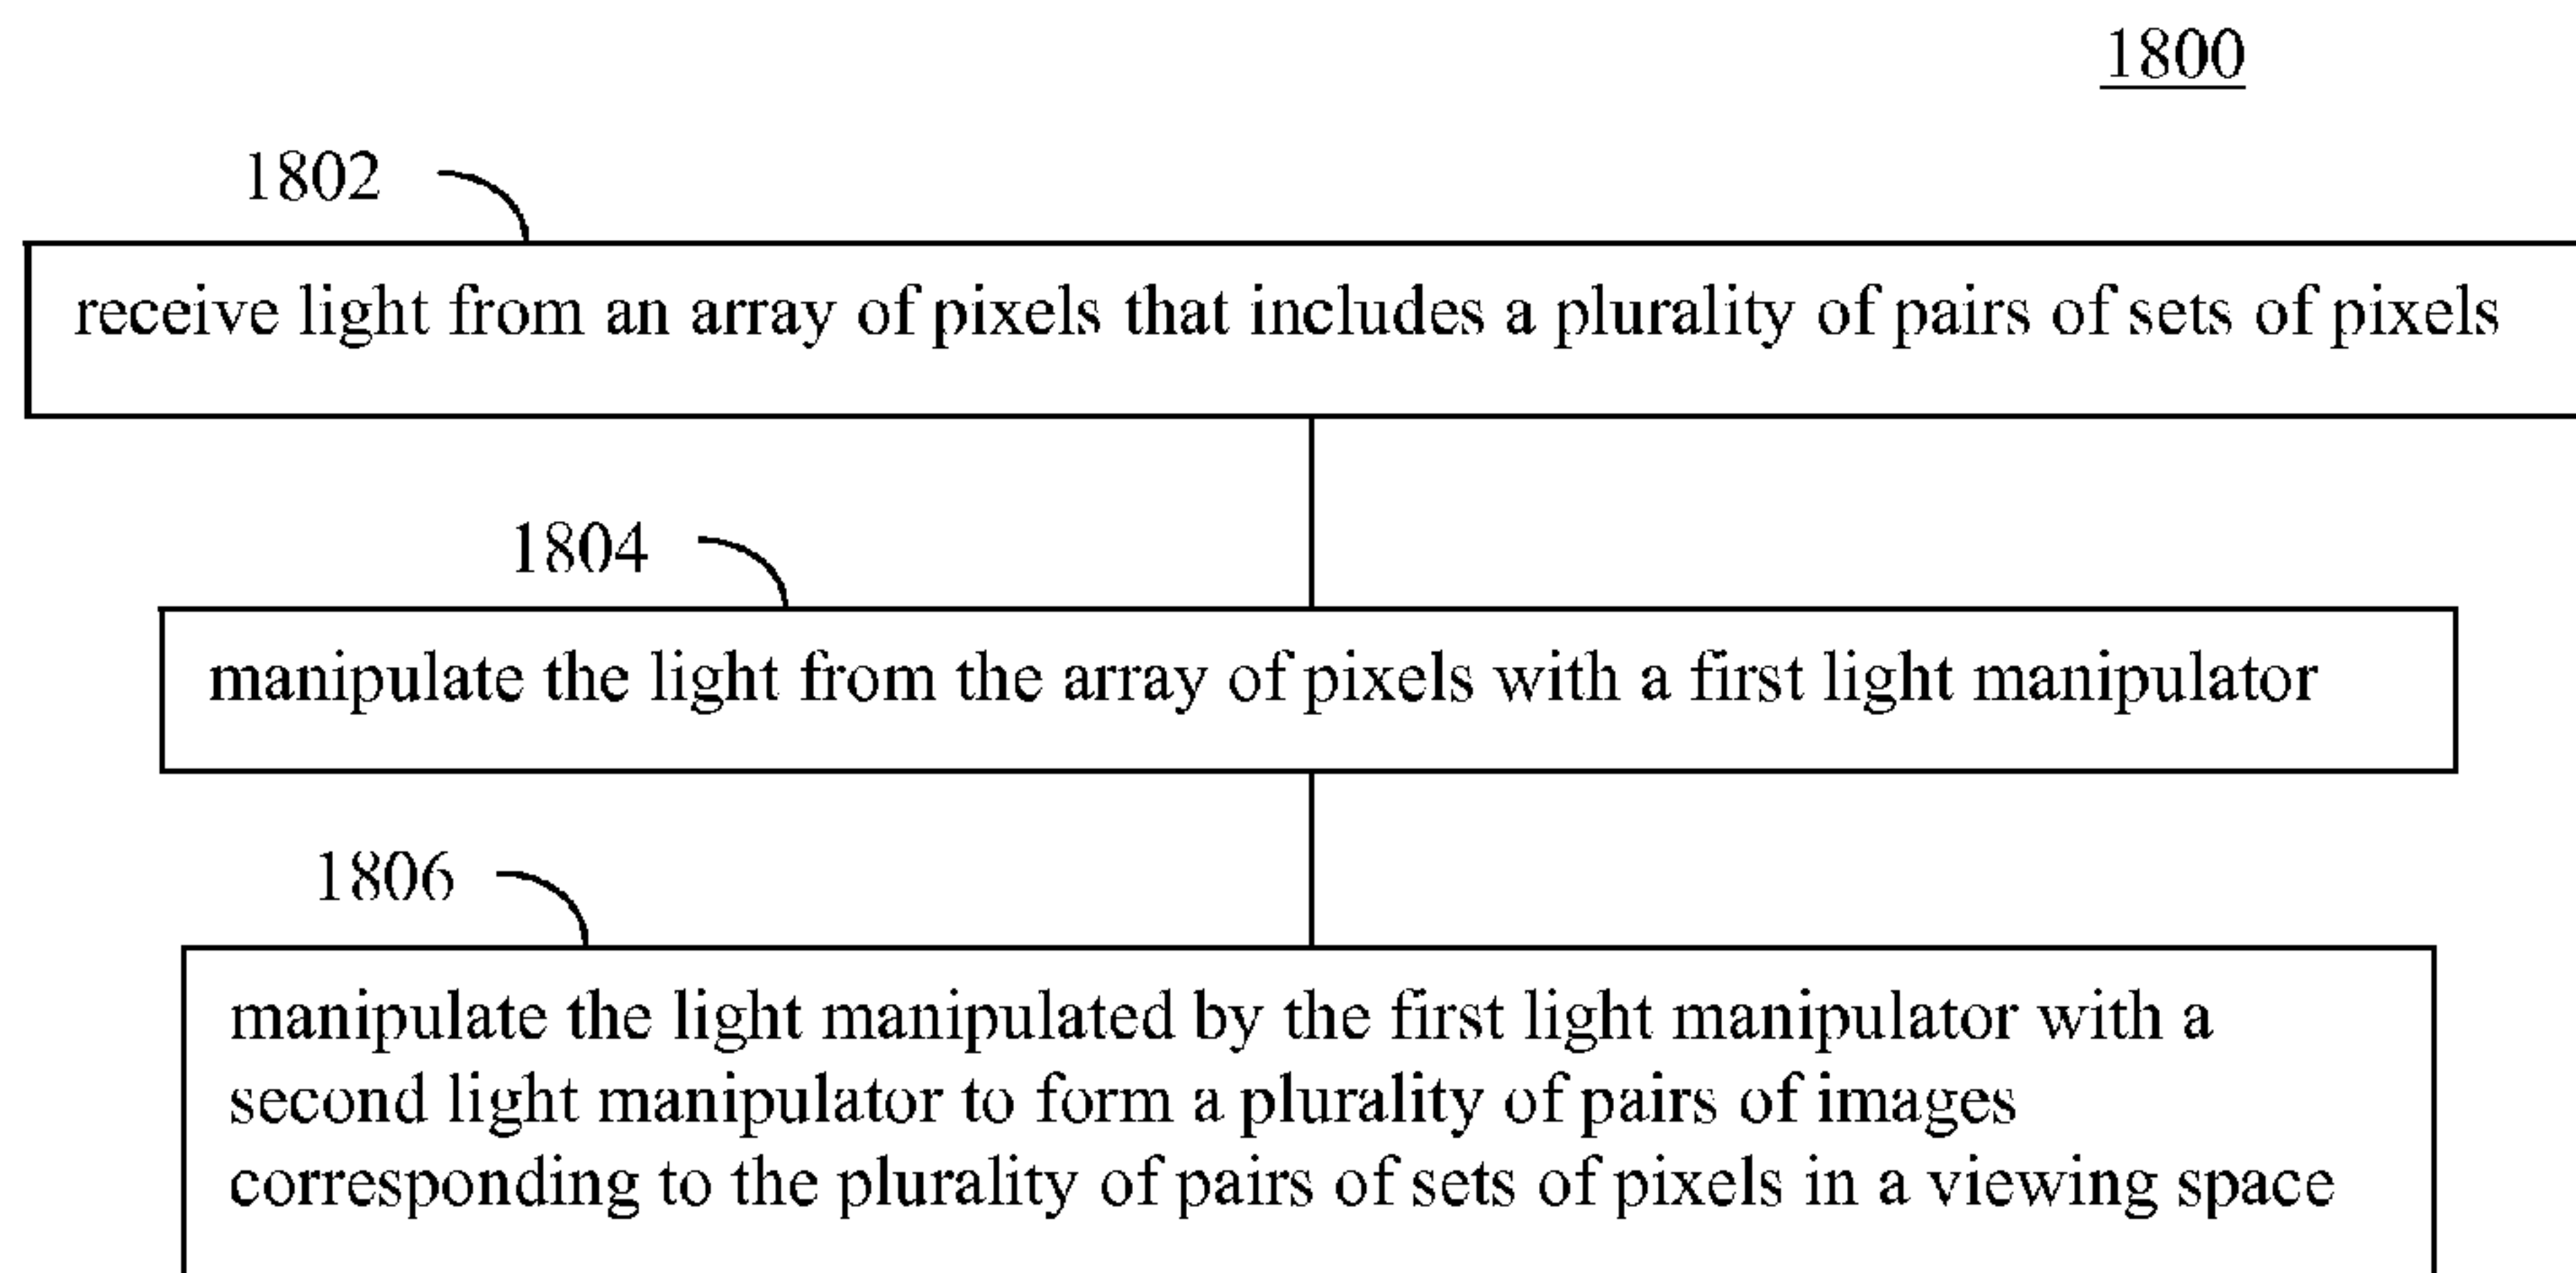 1800
1802
receive light from an array of pixels that includes a plurality of pairs of sets of pixels
1804
manipulate the light from the array of pixels with a first light manipulator
1806
manipulate the light manipulated by the first light manipulator with a
second light manipulator to form a plurality of pairs of images
corresponding to the plurality of pairs of sets of pixels in a viewing space